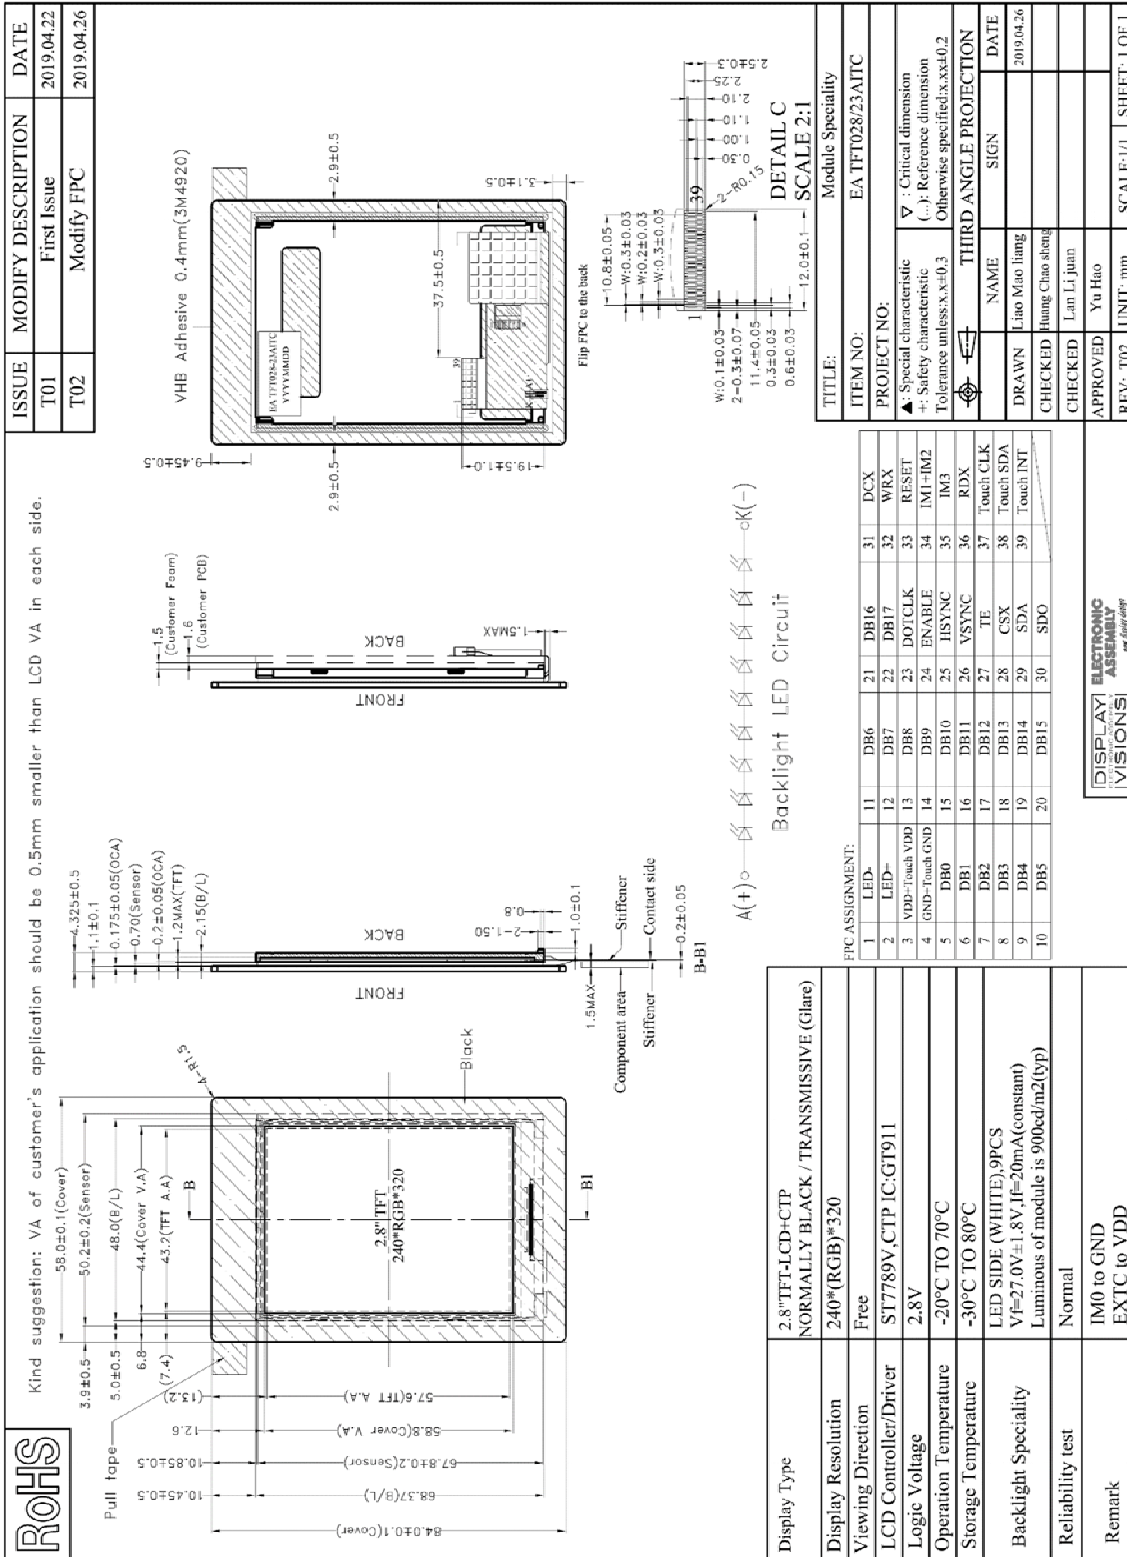 RoHS
Kind suggestion: VA of customer's application should be 0.5mm smaller than LCD VA in each side.
ISSUE MODIFY DESCRIPTION DATE
T01 First Issue 2019.04.22
T02 Modify FPC 2019.04.26
Pull tape
58.0±0.1(Cover)
50.2±0.2(Sensor)
48.0(B/L)
44.4(Cover V.A)
43.2(TFT A.A)
3.9±0.5
5.0±0.5
6.8
(7.4)
4-R1.5
84.0±0.1(Cover)
68.37(B/L)
67.8±0.2(Sensor)
58.8(Cover V.A)
57.6(TFT A.A)
10.45±0.5
10.85±0.5
12.6
(13.2)
B
B1
2.8" TFT
240*RGB*320
Black
4.325±0.5
1.1±0.1
0.175±0.05(OCA)
0.70(Sensor)
0.2±0.05(OCA)
1.2MAX(TFT)
2.15(B/L)
FRONT
BACK
2-1.50
0.8
1.0±0.1
1.5MAX
Component area
Stiffener
Stiffener
Contact side
0.2±0.05
B-B1
1.5
(Customer Foam)
1.6
(Customer PCB)
FRONT
BACK
1.5MAX
VHB Adhesive 0.4mm(3M4920)
9.45±0.5
2.9±0.5
2.9±0.5
EA TFT028-23AITC
YYYYMMDD
37.5±0.5
3.1±0.5
19.5±1.0
39
Flip FPC to the back
10.8±0.05
W:0.3±0.03
W:0.2±0.03
W:0.3±0.03
1
39
W:0.1±0.03
2-0.3±0.07
11.4±0.05
0.3±0.03
0.6±0.03
12.0±0.1
2-R0.15
0.30
1.00
1.10
2.10
2.25
2.5±0.3
DETAIL C
SCALE 2:1
A(+)
K(-)
Backlight LED Circuit
Display Type 2.8"TFT-LCD+CTP
NORMALLY BLACK / TRANSMISSIVE (Glare)
Display Resolution 240*(RGB)*320
Viewing Direction Free
LCD Controller/Driver ST7789V,CTP IC:GT911
Logic Voltage 2.8V
Operation Temperature -20°C TO 70°C
Storage Temperature -30°C TO 80°C
Backlight Speciality LED SIDE (WHITE),9PCS
Vf=27.0V±1.8V,If=20mA(constant)
Luminous of module is 900cd/m2(typ)
Reliability test Normal
Remark IM0 to GND
EXTC to VDD
FPC ASSIGNMENT:
1 LED- 11 DB6 21 DB16 31 DCX
2 LED+ 12 DB7 22 DB17 32 WRX
3 VDD+Touch VDD 13 DB8 23 DOTCLK 33 RESET
4 GND+Touch GND 14 DB9 24 ENABLE 34 IM1+IM2
5 DB0 15 DB10 25 HSYNC 35 IM3
6 DB1 16 DB11 26 VSYNC 36 RDX
7 DB2 17 DB12 27 TE 37 Touch CLK
8 DB3 18 DB13 28 CSX 38 Touch SDA
9 DB4 19 DB14 29 SDA 39 Touch INT
10 DB5 20 DB15 30 SDO
DISPLAY
VISIONS
ELECTRONIC
ASSEMBLY
TITLE: Module Speciality
ITEM NO: EA TFT028/23AITC
PROJECT NO:
▲: Special characteristic ▽ : Critical dimension
+: Safety characteristic (...): Reference dimension
Tolerance unless:x.x±0.3 Otherwise specified:x.xx±0.2
THIRD ANGLE PROJECTION
NAME SIGN DATE
DRAWN Liao Mao liang 2019.04.26
CHECKED Huang Chao sheng
CHECKED Lan Li juan
APPROVED Yu Hao
REV: T02 UNIT: mm SCALE:1/1 SHEET: 1 OF 1